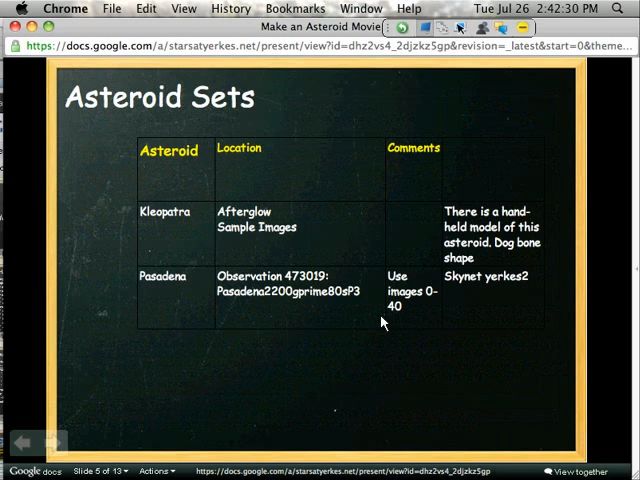 Chrome File Edit View History Bookmarks Window Help Tue Jul 26 2:42:30 PM
Make an Asteroid Movie
https://docs.google.com/a/starsatyerkes.net/present/view?id=dhz2vs4_2djzkz5gp&revision=_latest&start=0&theme...
Asteroid Sets
Asteroid Location Comments
Kleopatra Afterglow There is a hand-
Sample Images held model of this
asteroid. Dog bone
shape
Pasadena Observation 473019: Use Skynet yerkes2
Pasadena2200gprime80sP3 images 0-
40
Google docs Slide 5 of 13 Actions https://docs.google.com/a/starsatyerkes.net/present/view?id=dhz2vs4_2djzkz5gp View together